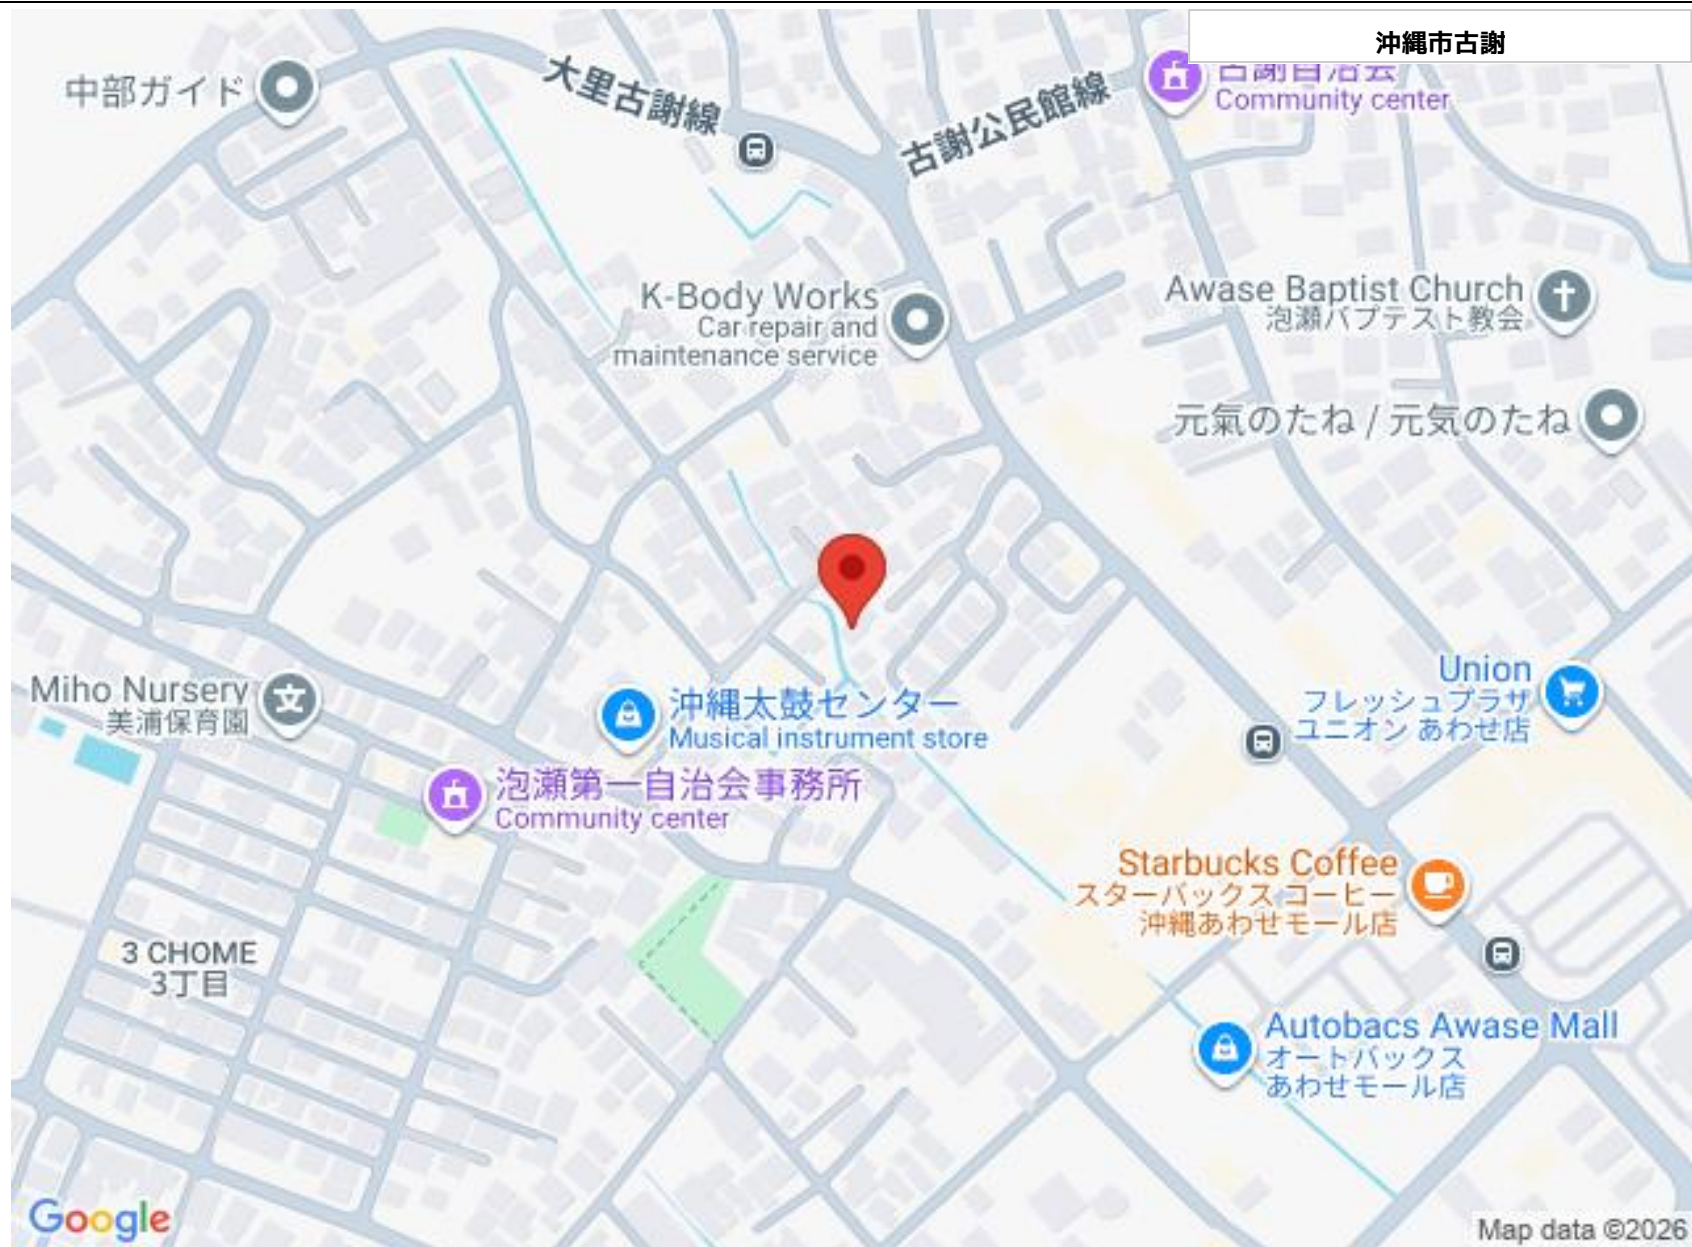 沖縄市古謝
中部ガイド
大里古謝線
古謝公民館線
古謝自治会
Community center
K-Body Works
Car repair and
maintenance service
Awase Baptist Church
泡瀬バプテスト教会
元氣のたね / 元気のたね
Miho Nursery
美浦保育園
沖縄太鼓センター
Musical instrument store
Union
フレッシュプラザ
ユニオン あわせ店
泡瀬第一自治会事務所
Community center
Starbucks Coffee
スターバックス コーヒー
沖縄あわせモール店
3 CHOME
3丁目
Autobacs Awase Mall
オートバックス
あわせモール店
Google
Map data ©2026